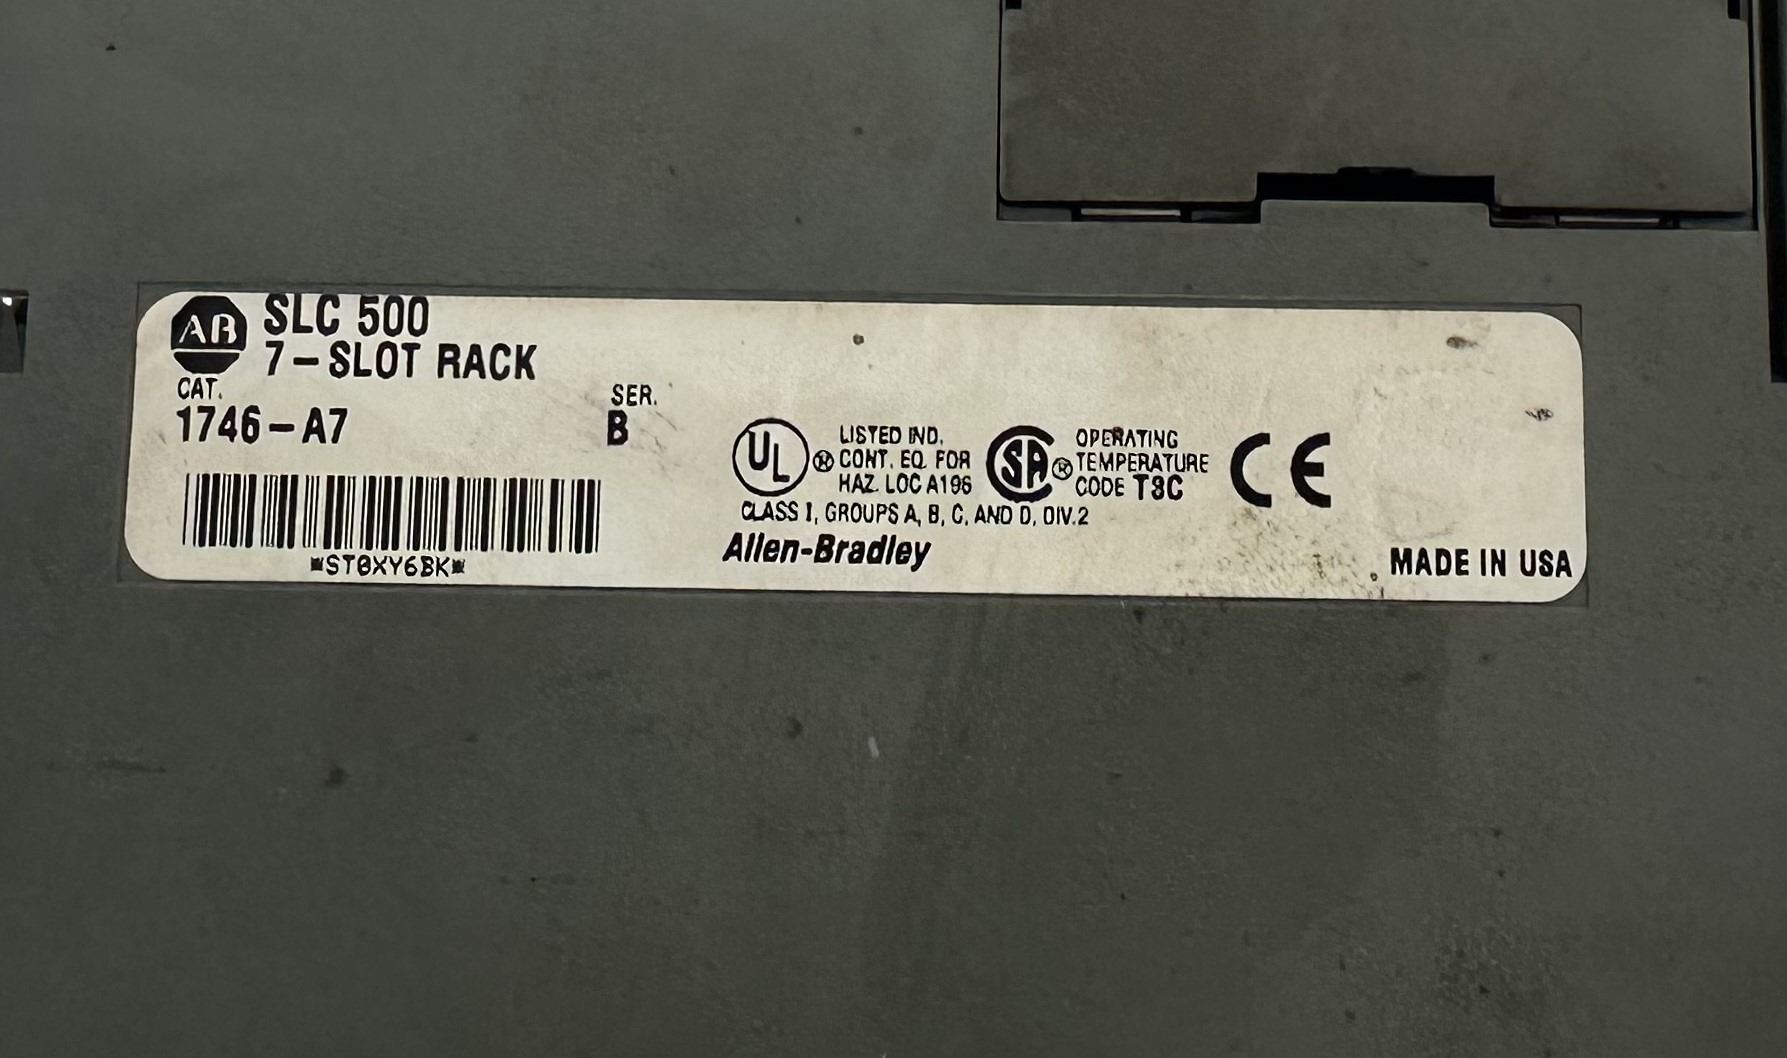 AB
SLC 500
7-SLOT RACK
CAT.
1746-A7
SER.
B
*ST0XY6BK*
UL ®
LISTED IND.
CONT. EQ. FOR
HAZ. LOC A196
SA ®
OPERATING
TEMPERATURE
CODE T3C
CE
CLASS I, GROUPS A, B, C, AND D, DIV.2
Allen-Bradley
MADE IN USA